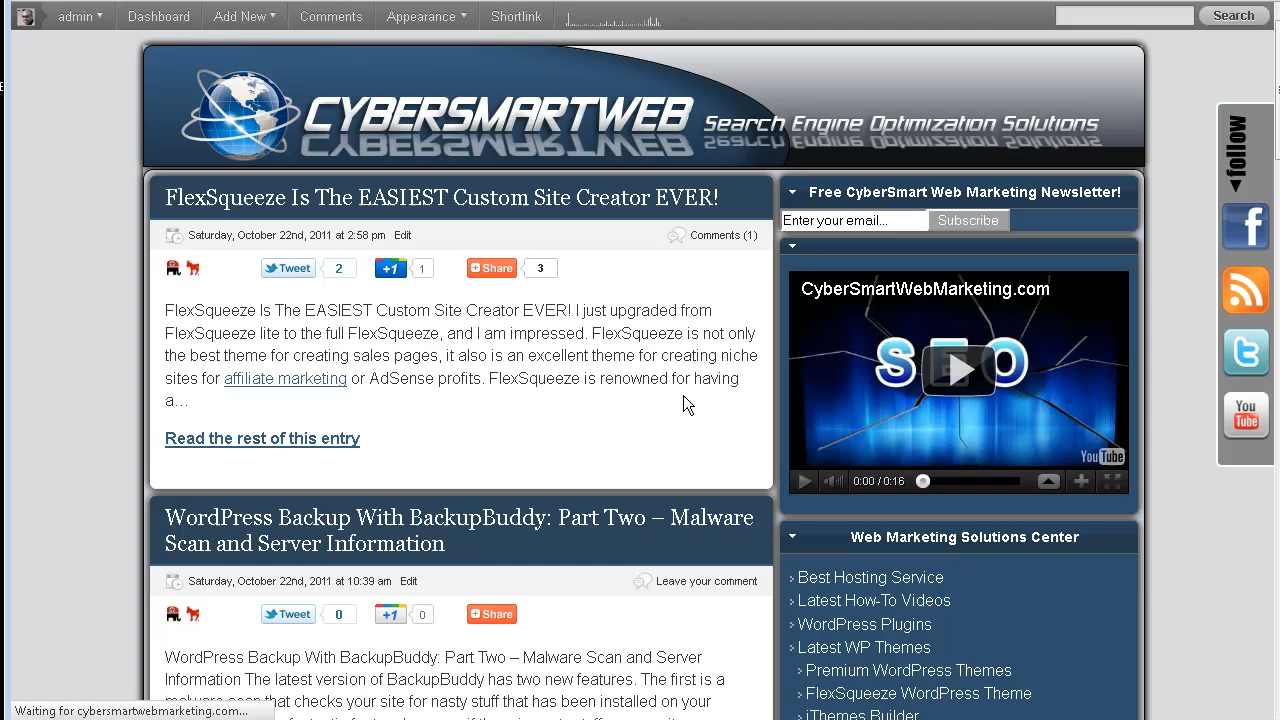 admin Dashboard Add New Comments Appearance Shortlink Search
CYBERSMARTWEB Search Engine Optimization Solutions
follow
FlexSqueeze Is The EASIEST Custom Site Creator EVER!
Saturday, October 22nd, 2011 at 2:58 pm Edit Comments (1)
Tweet 2 +1 1 Share 3
FlexSqueeze Is The EASIEST Custom Site Creator EVER! I just upgraded from
FlexSqueeze lite to the full FlexSqueeze, and I am impressed. FlexSqueeze is not only
the best theme for creating sales pages, it also is an excellent theme for creating niche
sites for affiliate marketing or AdSense profits. FlexSqueeze is renowned for having
a...
Read the rest of this entry
WordPress Backup With BackupBuddy: Part Two – Malware
Scan and Server Information
Saturday, October 22nd, 2011 at 10:39 am Edit Leave your comment
Tweet 0 +1 0 Share
WordPress Backup With BackupBuddy: Part Two – Malware Scan and Server
Information The latest version of BackupBuddy has two new features. The first is a
Free CyberSmart Web Marketing Newsletter!
Enter your email... Subscribe
CyberSmartWebMarketing.com
SEO
YouTube
0:00 / 0:16
Web Marketing Solutions Center
Best Hosting Service
Latest How-To Videos
WordPress Plugins
Latest WP Themes
Premium WordPress Themes
FlexSqueeze WordPress Theme
iThemes Builder
You
Tube
Waiting for cybersmartwebmarketing.com...